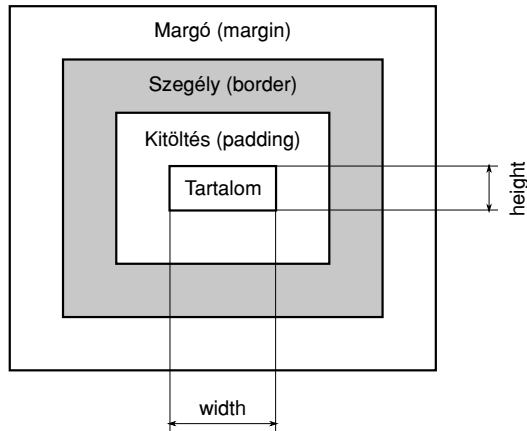 Margó (margin)
Szegély (border)
Kitöltés (padding)
Tartalom
height
width